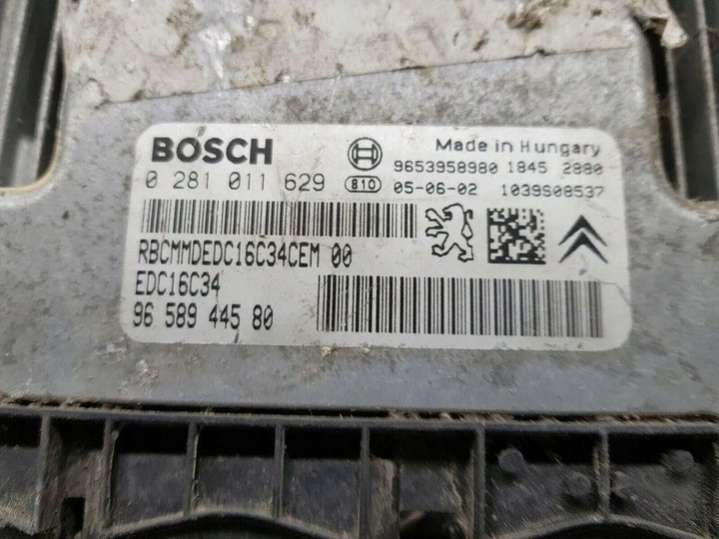 BOSCH
Made in Hungary
9653958980 1845 2880
0 281 011 629 810 05-06-02 1039S08537
RBCMMDEDC16C34CEM 00
EDC16C34
96 589 445 80